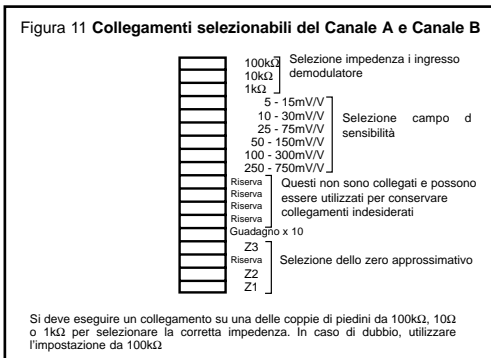 Figura 11 Collegamenti selezionabili del Canale A e Canale B
100kΩ
10kΩ
1kΩ
Selezione impedenza i ingresso
demodulatore
5 - 15mV/V
10 - 30mV/V
25 - 75mV/V
50 - 150mV/V
100 - 300mV/V
250 - 750mV/V
Selezione campo d
sensibilità
Riserva
Riserva
Riserva
Riserva
Questi non sono collegati e possono
essere utilizzati per conservare
collegamenti indesiderati
Guadagno x 10
Z3
Riserva
Z2
Z1
Selezione dello zero approssimativo
Si deve eseguire un collegamento su una delle coppie di piedini da 100kΩ, 10Ω
o 1kΩ per selezionare la corretta impedenza. In caso di dubbio, utilizzare
l'impostazione da 100kΩ